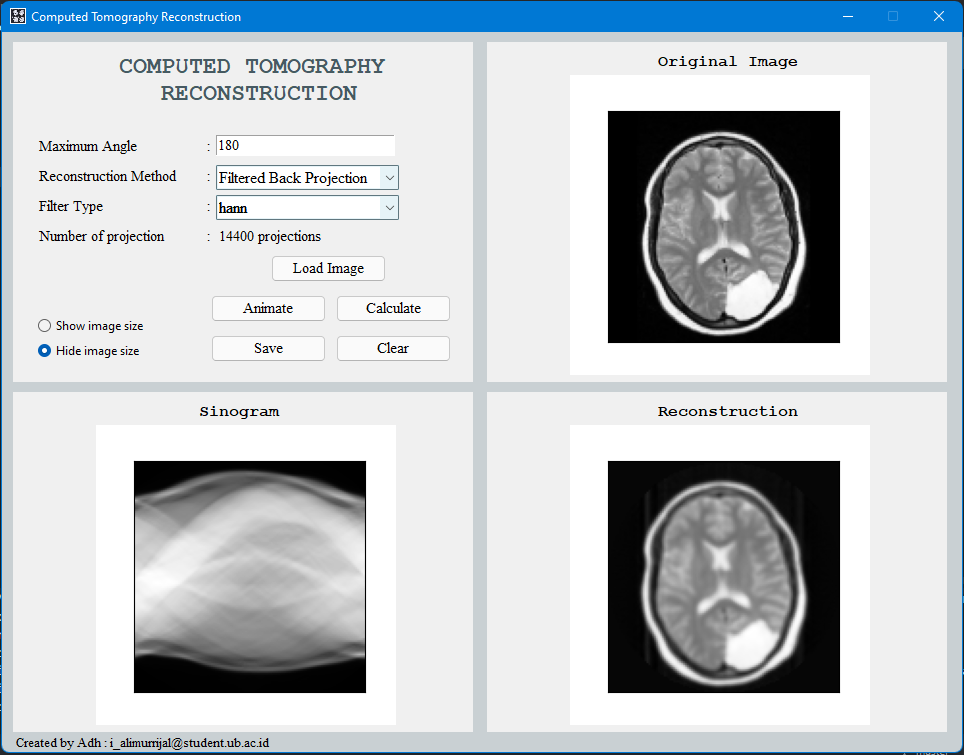 Computed Tomography Reconstruction
COMPUTED TOMOGRAPHY
RECONSTRUCTION
Maximum Angle : 180
Reconstruction Method : Filtered Back Projection
Filter Type : hann
Number of projection : 14400 projections
Load Image
Animate Calculate
Show image size
Hide image size
Save Clear
Original Image
Sinogram
Reconstruction
Created by Adh : i_alimurrijal@student.ub.ac.id